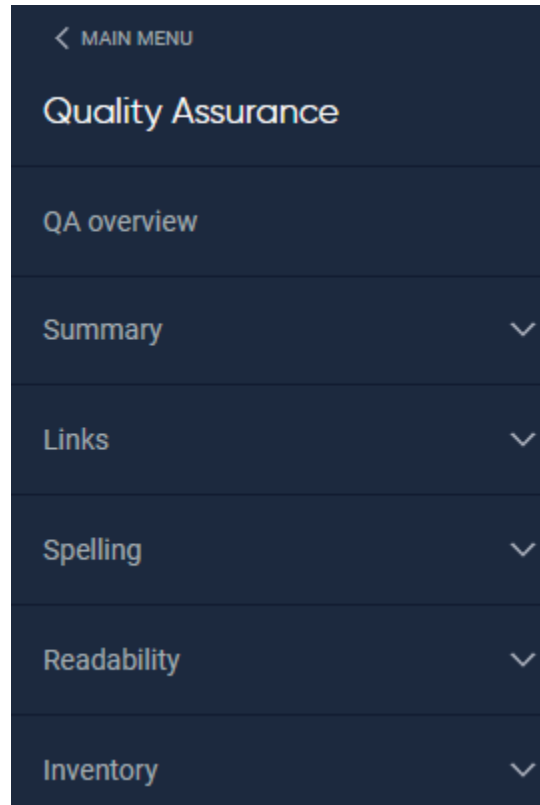 MAIN MENU
Quality Assurance
QA overview
Summary
Links
Spelling
Readability
Inventory